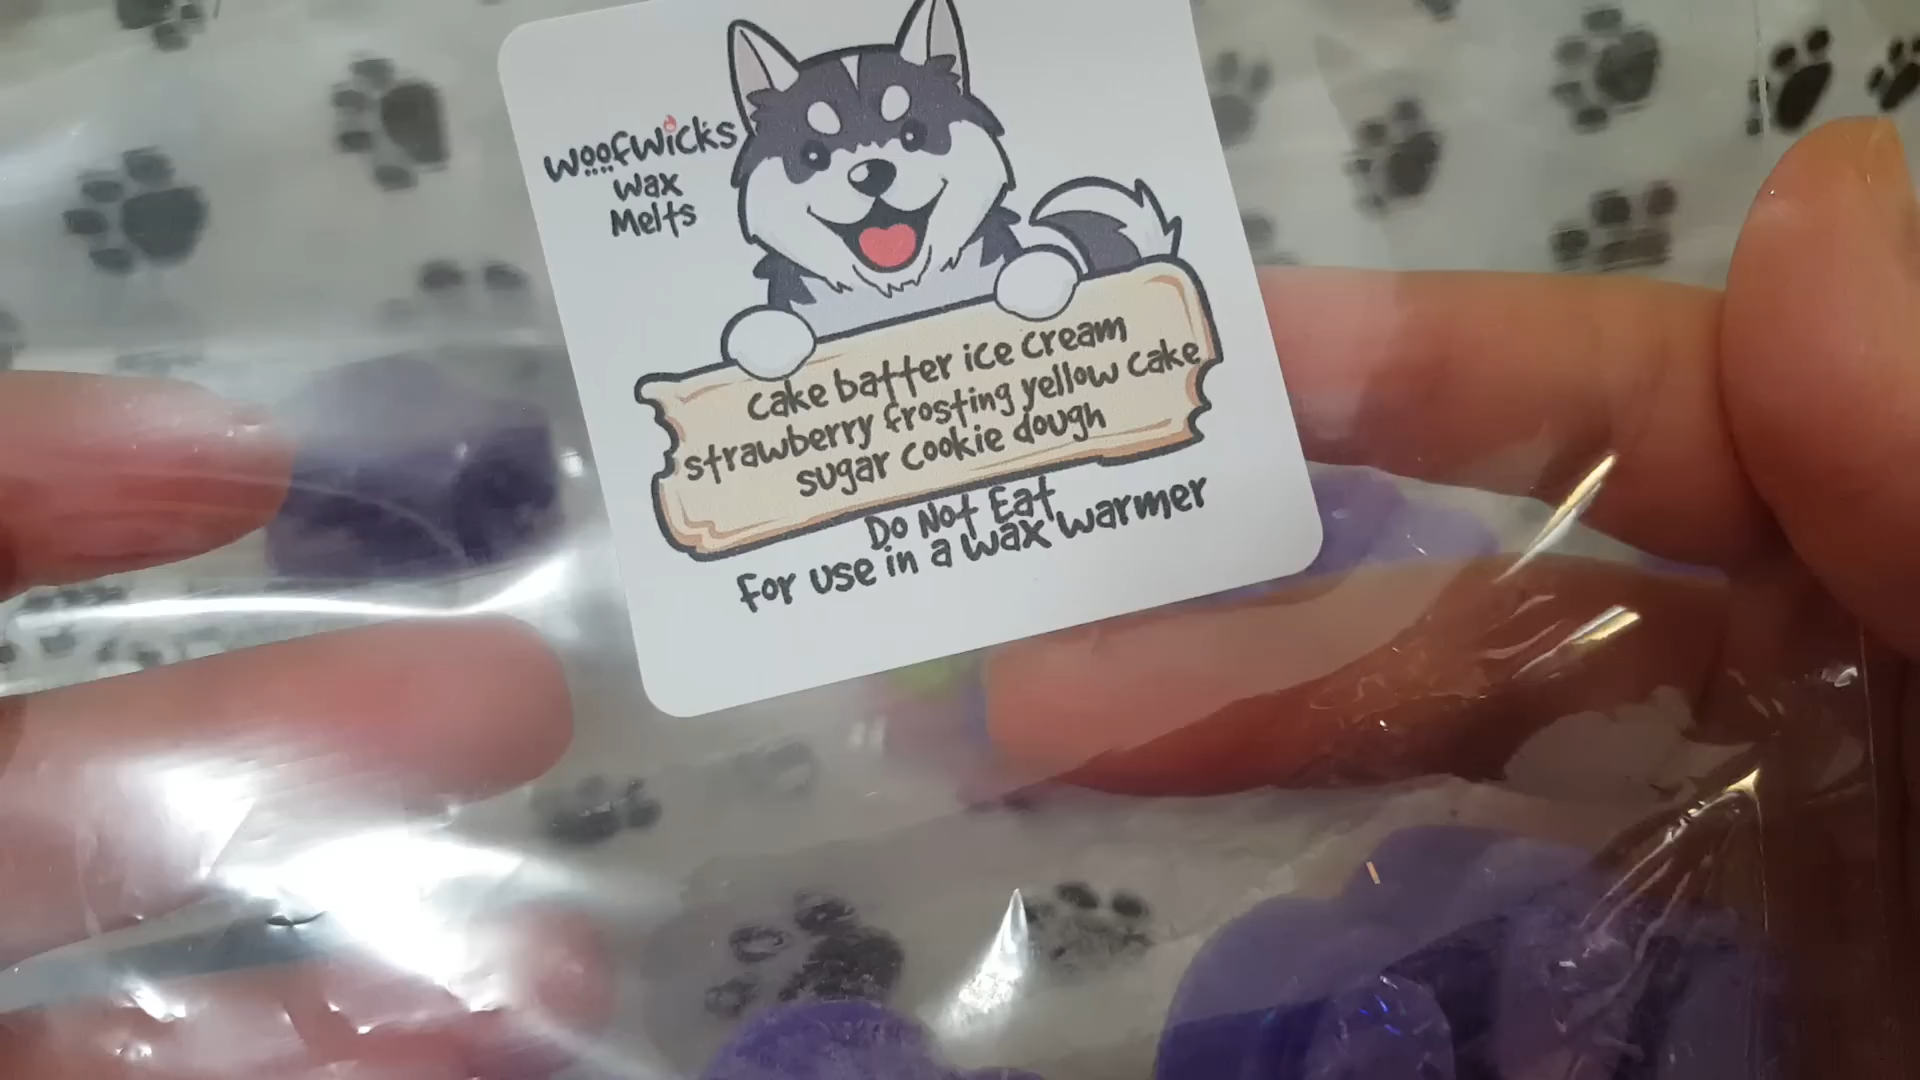 woofwicks
wax
Melts
cake batter ice cream
strawberry frosting yellow cake
sugar cookie dough
Do Not Eat
For use in a wax warmer